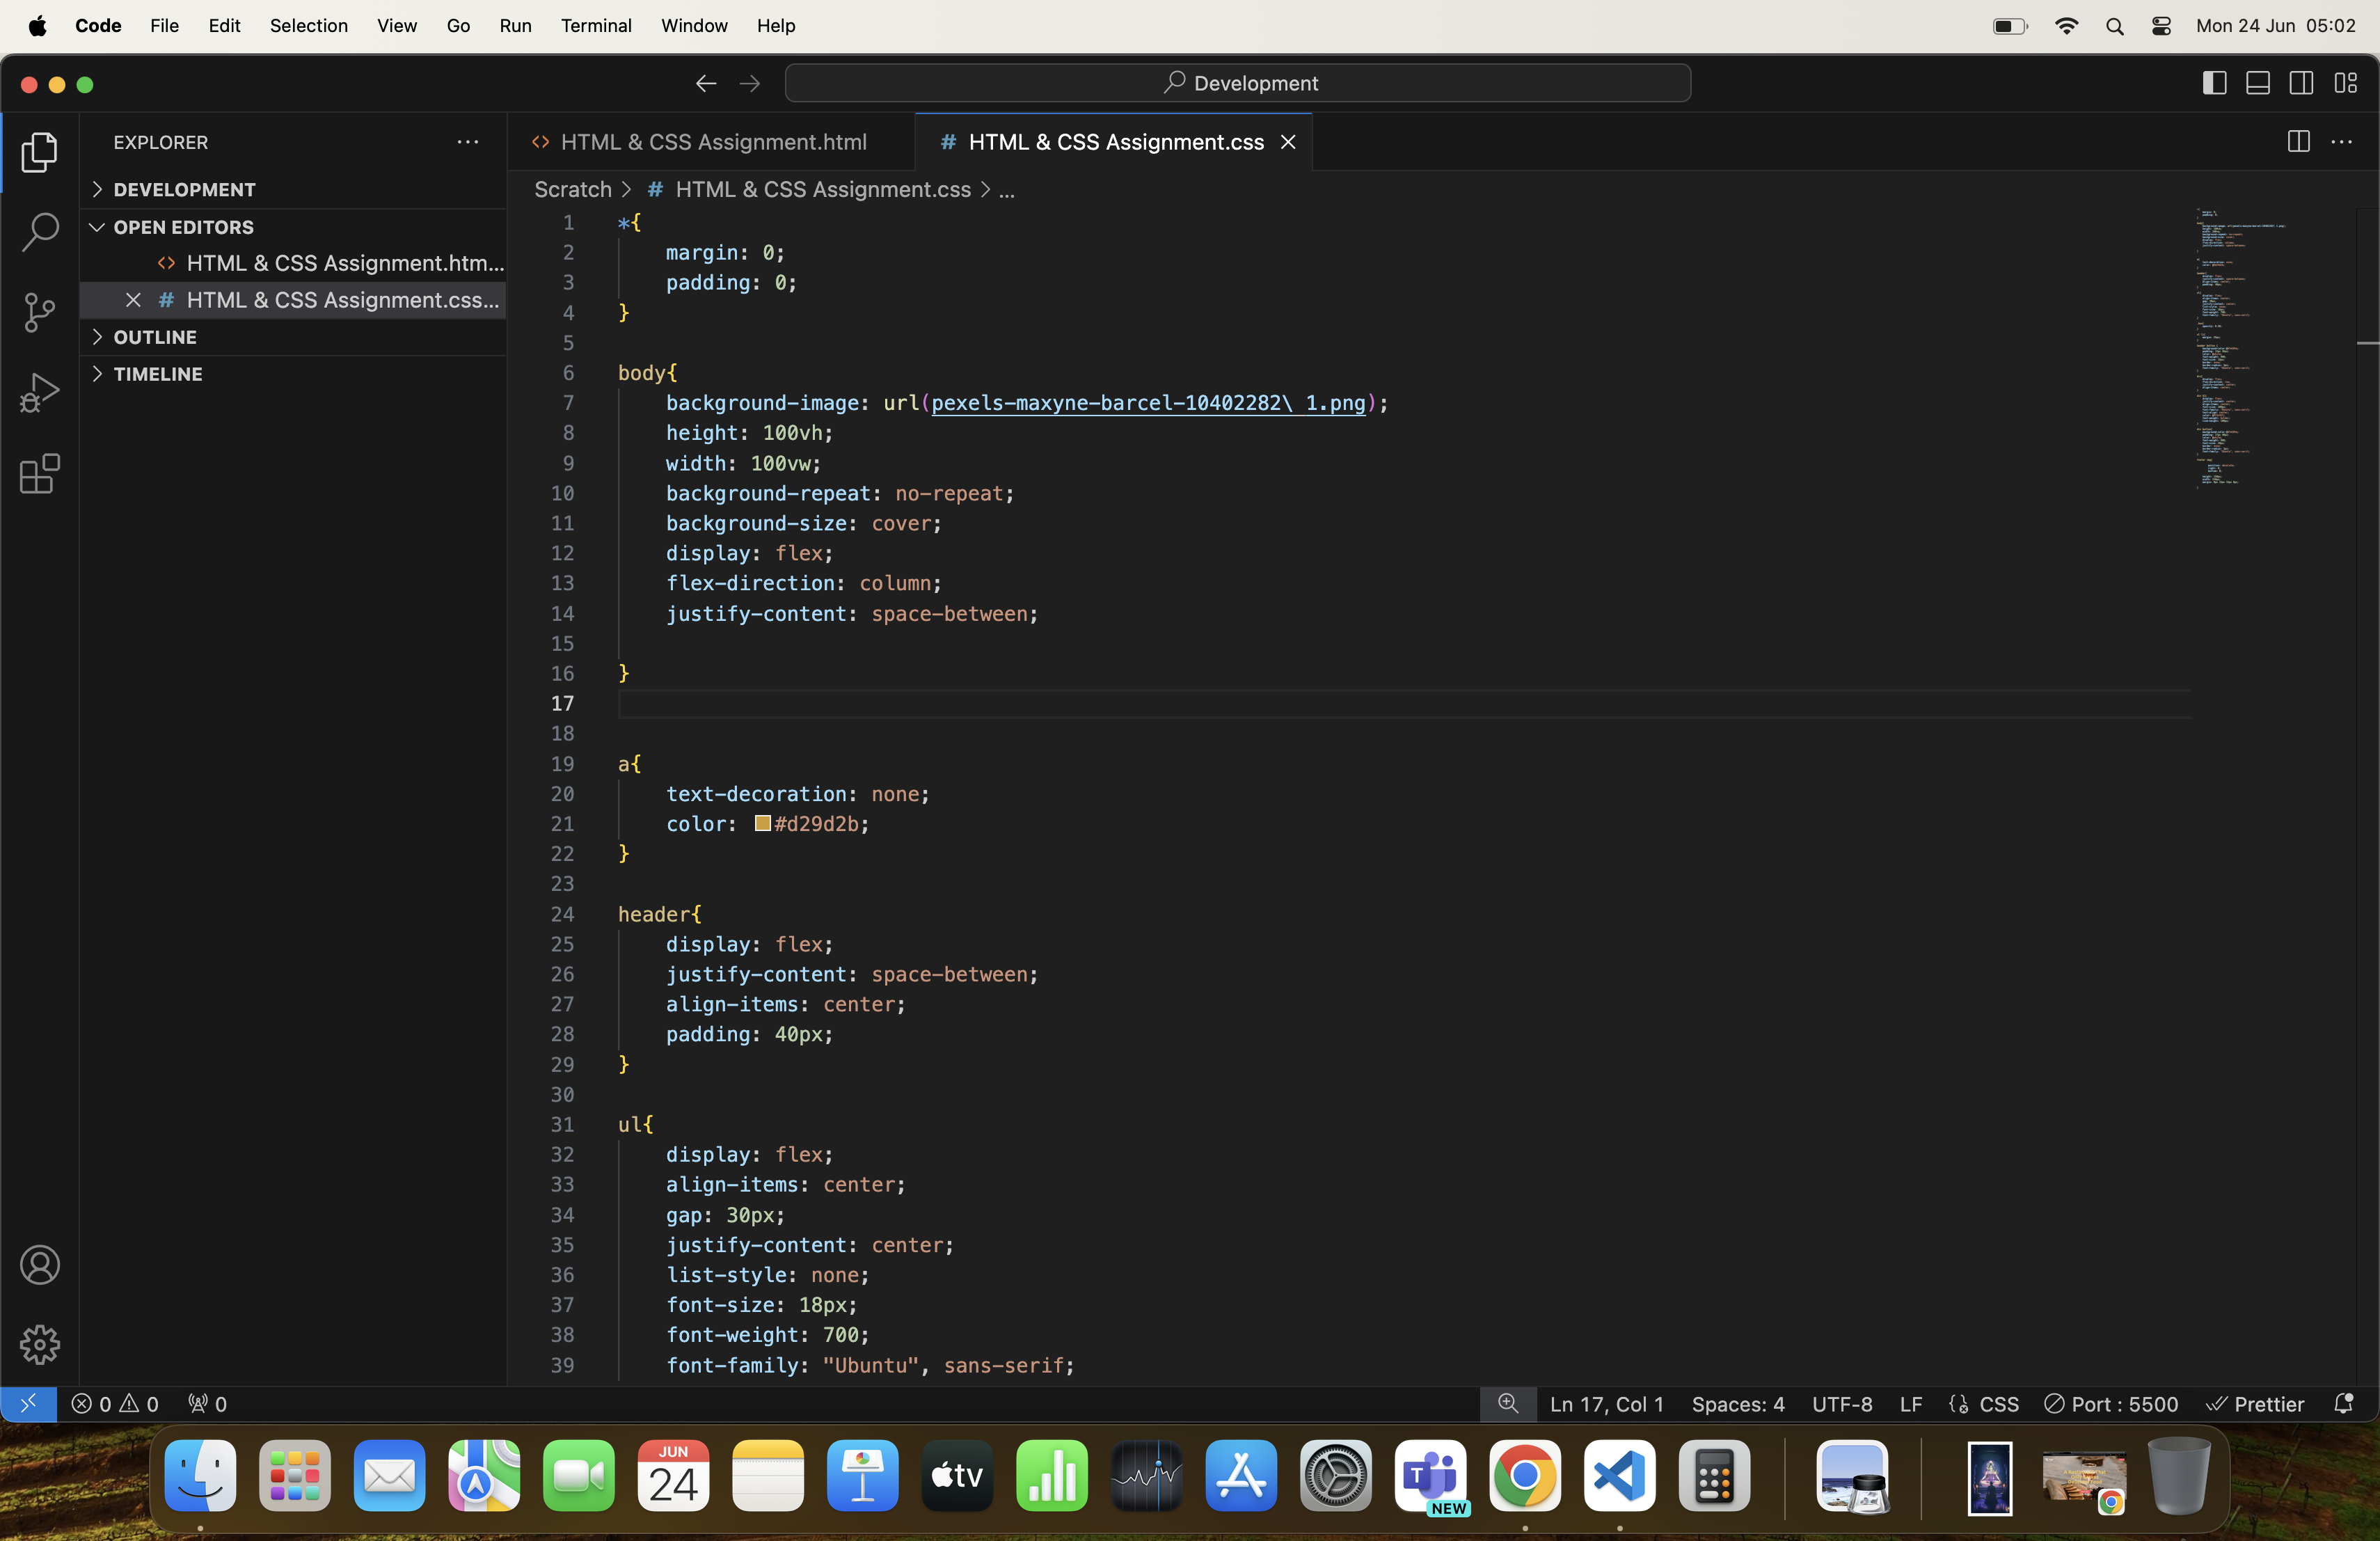 Code File Edit Selection View Go Run Terminal Window Help Mon 24 Jun 05:02
Development
EXPLORER ... HTML & CSS Assignment.html HTML & CSS Assignment.css
DEVELOPMENT
OPEN EDITORS
HTML & CSS Assignment.htm...
HTML & CSS Assignment.css...
OUTLINE
TIMELINE
Scratch > # HTML & CSS Assignment.css > ...
1 *{
2 margin: 0;
3 padding: 0;
4 }
5
6 body{
7 background-image: url(pexels-maxyne-barcel-10402282\ 1.png);
8 height: 100vh;
9 width: 100vw;
10 background-repeat: no-repeat;
11 background-size: cover;
12 display: flex;
13 flex-direction: column;
14 justify-content: space-between;
15
16 }
17
18
19 a{
20 text-decoration: none;
21 color: #d29d2b;
22 }
23
24 header{
25 display: flex;
26 justify-content: space-between;
27 align-items: center;
28 padding: 40px;
29 }
30
31 ul{
32 display: flex;
33 align-items: center;
34 gap: 30px;
35 justify-content: center;
36 list-style: none;
37 font-size: 18px;
38 font-weight: 700;
39 font-family: "Ubuntu", sans-serif;
0 0 0 Ln 17, Col 1 Spaces: 4 UTF-8 LF CSS Port : 5500 Prettier
JUN
24
tv
T
NEW